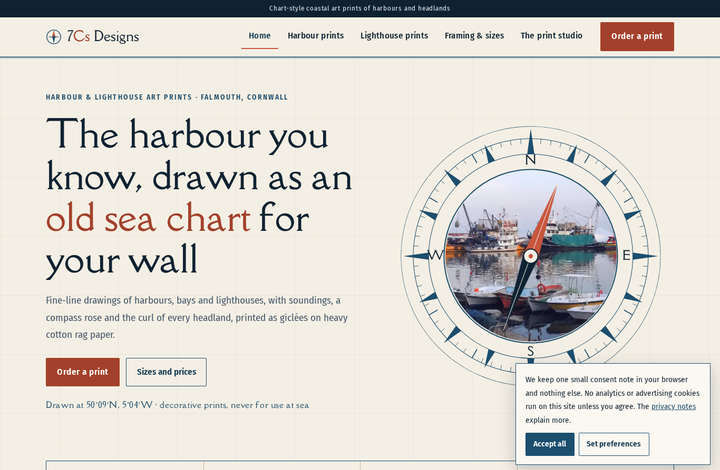 Chart-style coastal art prints of harbours and headlands
7Cs Designs
Home
Harbour prints
Lighthouse prints
Framing & sizes
The print studio
Order a print
HARBOUR & LIGHTHOUSE ART PRINTS · FALMOUTH, CORNWALL
The harbour you
know, drawn as an
old sea chart for
your wall
Fine-line drawings of harbours, bays and lighthouses, with soundings, a
compass rose and the curl of every headland, printed as giclées on heavy
cotton rag paper.
Order a print
Sizes and prices
Drawn at 50°09'N, 5°04'W · decorative prints, never for use at sea
N
W
E
S
We keep one small consent note in your browser
and nothing else. No analytics or advertising cookies
run on this site unless you agree. The privacy notes
explain more.
Accept all
Set preferences